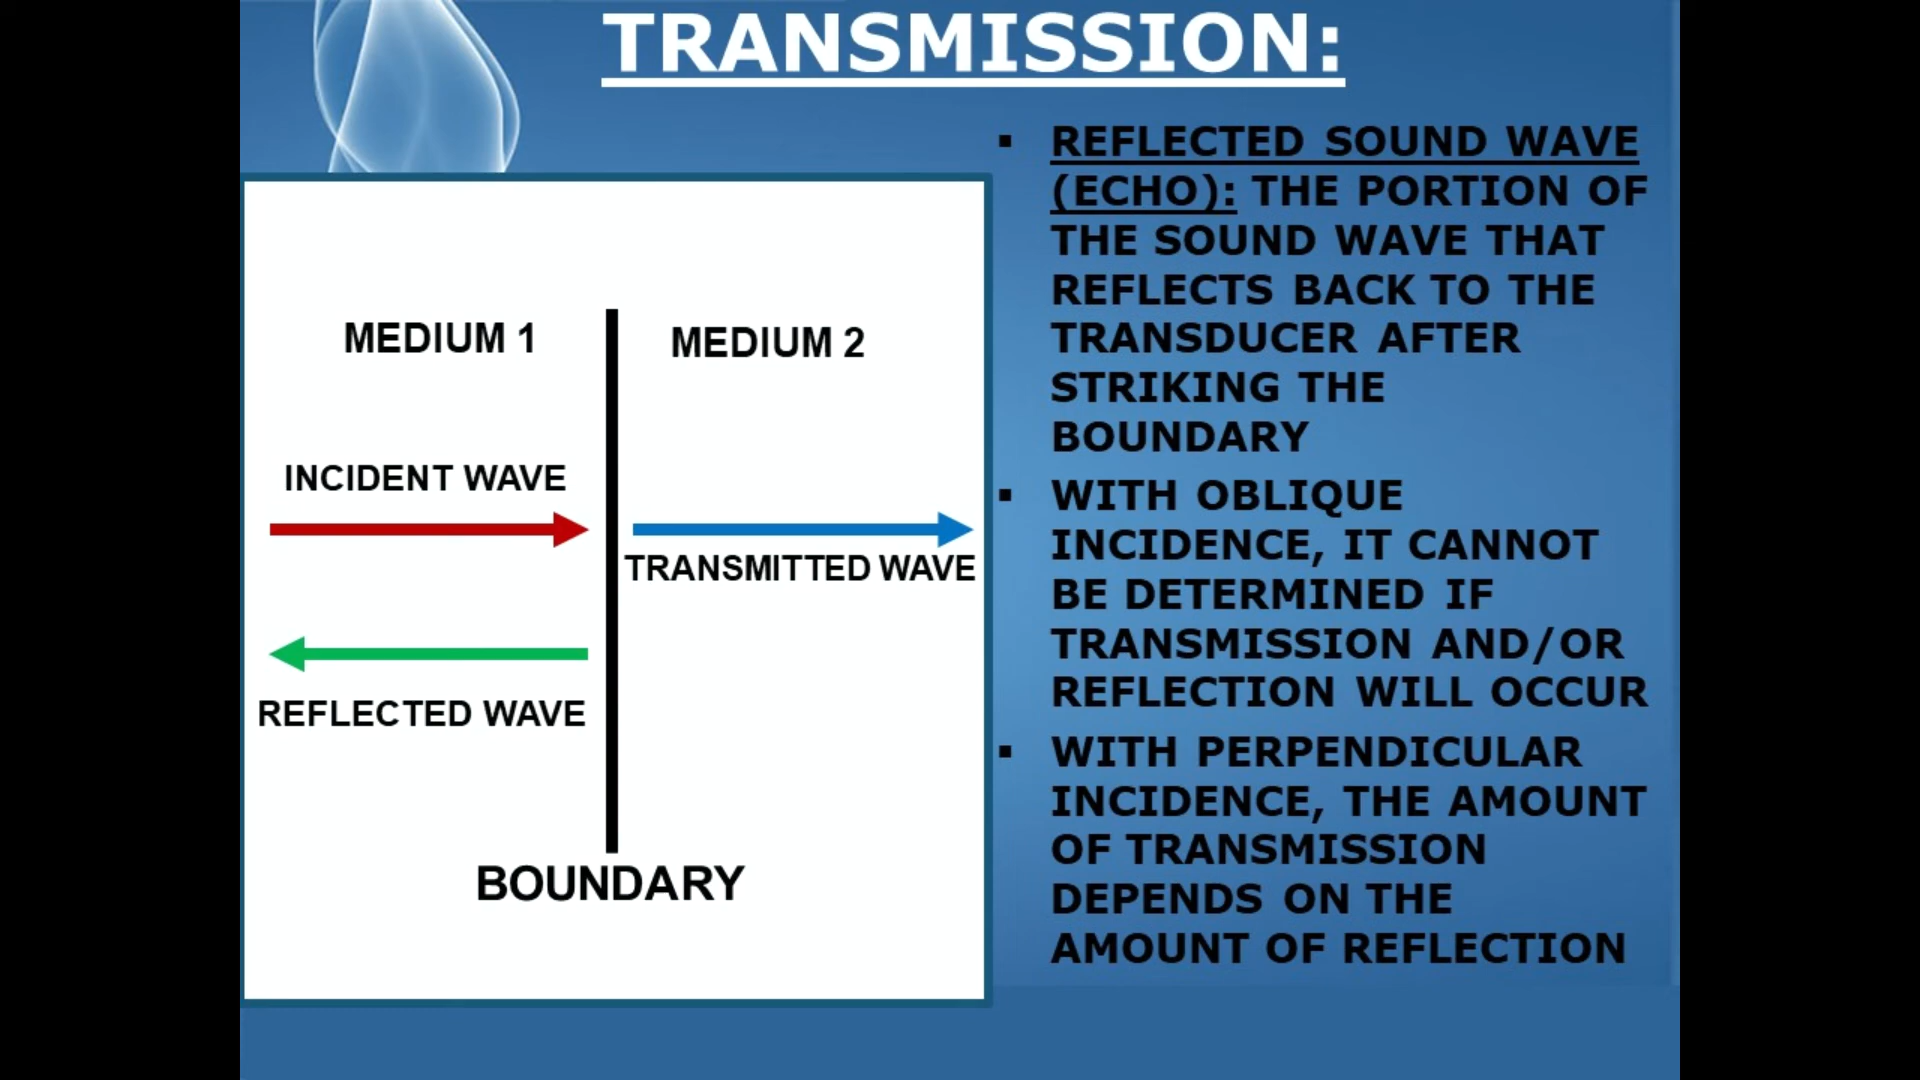 TRANSMISSION:
MEDIUM 1
MEDIUM 2
INCIDENT WAVE
TRANSMITTED WAVE
REFLECTED WAVE
BOUNDARY
▪ REFLECTED SOUND WAVE
(ECHO): THE PORTION OF
THE SOUND WAVE THAT
REFLECTS BACK TO THE
TRANSDUCER AFTER
STRIKING THE
BOUNDARY
▪ WITH OBLIQUE
INCIDENCE, IT CANNOT
BE DETERMINED IF
TRANSMISSION AND/OR
REFLECTION WILL OCCUR
▪ WITH PERPENDICULAR
INCIDENCE, THE AMOUNT
OF TRANSMISSION
DEPENDS ON THE
AMOUNT OF REFLECTION